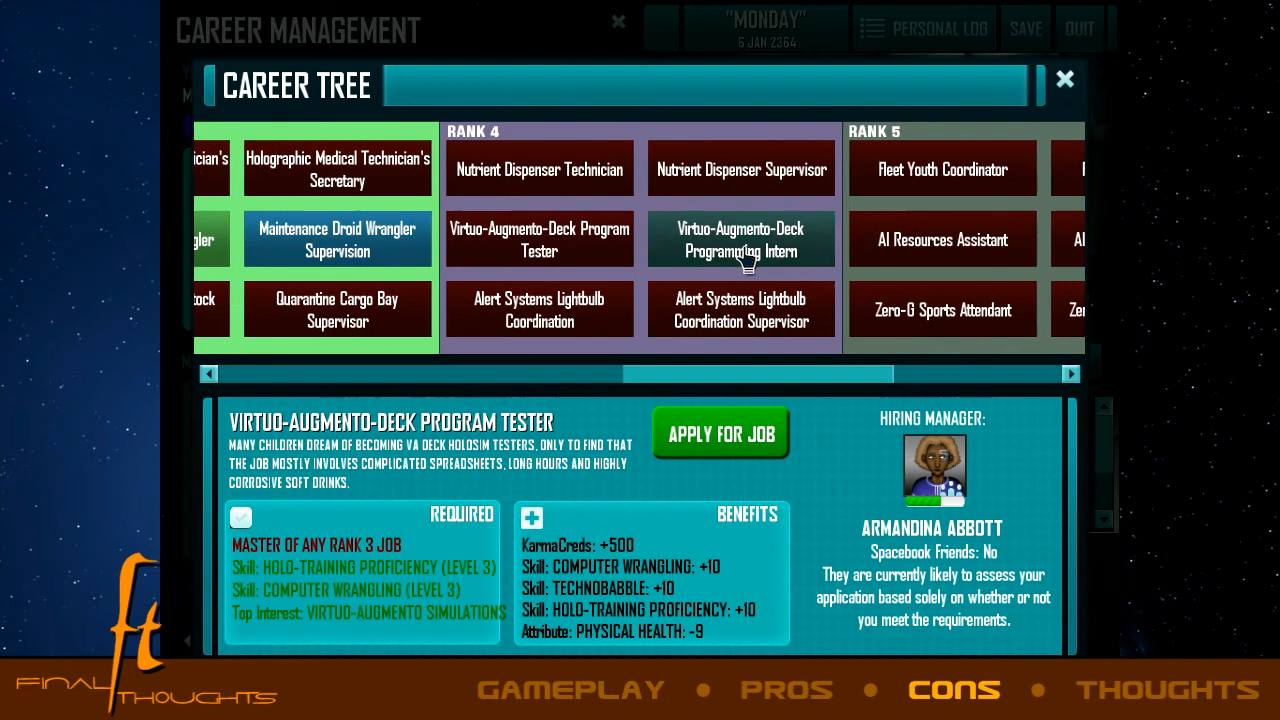 CAREER MANAGEMENT
"MONDAY"
5 JAN 2364
PERSONAL LOG
SAVE
QUIT
CAREER TREE
RANK 4
RANK 5
ician's
Holographic Medical Technician's
Secretary
Nutrient Dispenser Technician
Nutrient Dispenser Supervisor
Fleet Youth Coordinator
gler
Maintenance Droid Wrangler
Supervision
Virtuo-Augmento-Deck Program
Tester
Virtuo-Augmento-Deck
Programming Intern
AI Resources Assistant
AI
tock
Quarantine Cargo Bay
Supervisor
Alert Systems Lightbulb
Coordination
Alert Systems Lightbulb
Coordination Supervisor
Zero-G Sports Attendant
Zer
VIRTUO-AUGMENTO-DECK PROGRAM TESTER
MANY CHILDREN DREAM OF BECOMING VA DECK HOLOSIM TESTERS, ONLY TO FIND THAT
THE JOB MOSTLY INVOLVES COMPLICATED SPREADSHEETS, LONG HOURS AND HIGHLY
CORROSIVE SOFT DRINKS.
APPLY FOR JOB
REQUIRED
MASTER OF ANY RANK 3 JOB
Skill: HOLO-TRAINING PROFICIENCY (LEVEL 3)
Skill: COMPUTER WRANGLING (LEVEL 3)
Top Interest: VIRTUO-AUGMENTO SIMULATIONS
BENEFITS
KarmaCreds: +500
Skill: COMPUTER WRANGLING: +10
Skill: TECHNOBABBLE: +10
Skill: HOLO-TRAINING PROFICIENCY: +10
Attribute: PHYSICAL HEALTH: -9
HIRING MANAGER:
ARMANDINA ABBOTT
Spacebook Friends: No
They are currently likely to assess your
application based solely on whether or not
you meet the requirements.
ft
FINAL
THOUGHTS
GAMEPLAY • PROS • CONS • THOUGHTS